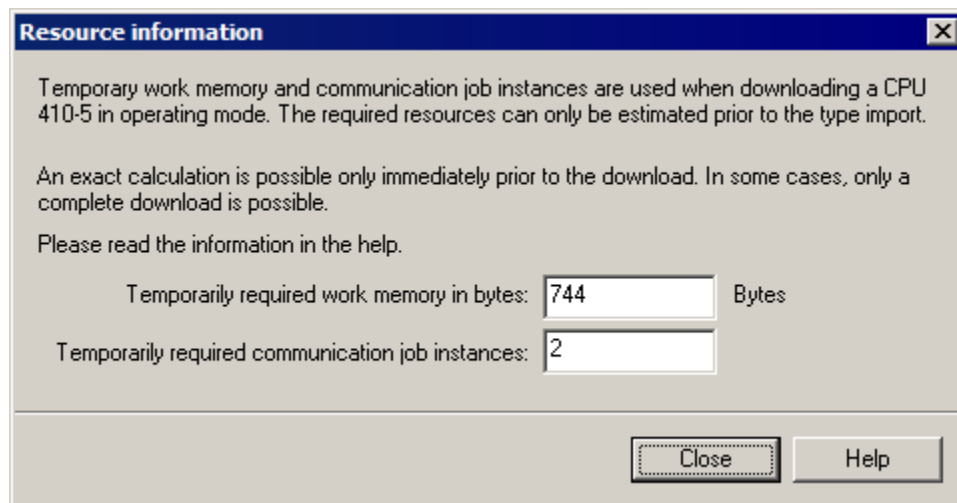 Resource information
Temporary work memory and communication job instances are used when downloading a CPU
410-5 in operating mode. The required resources can only be estimated prior to the type import.
An exact calculation is possible only immediately prior to the download. In some cases, only a
complete download is possible.
Please read the information in the help.
Temporarily required work memory in bytes: 744 Bytes
Temporarily required communication job instances: 2
Close Help